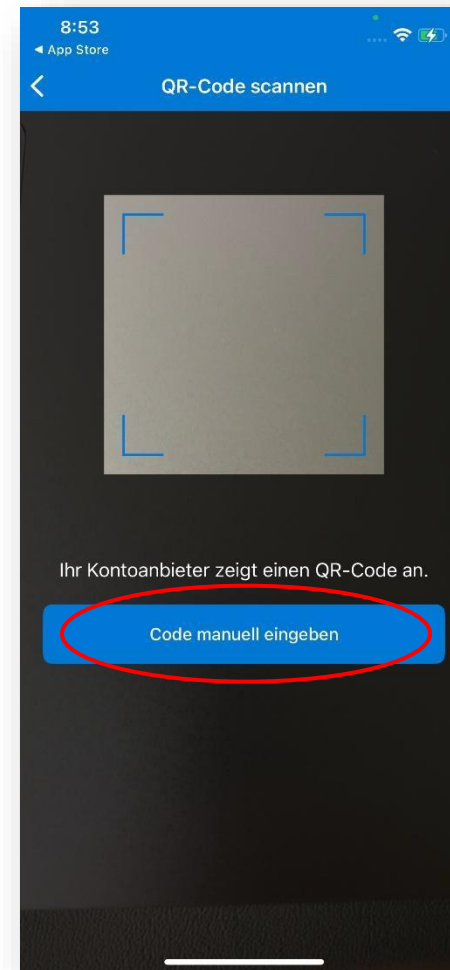 8:53
◀ App Store
QR-Code scannen
Ihr Kontoanbieter zeigt einen QR-Code an.
Code manuell eingeben